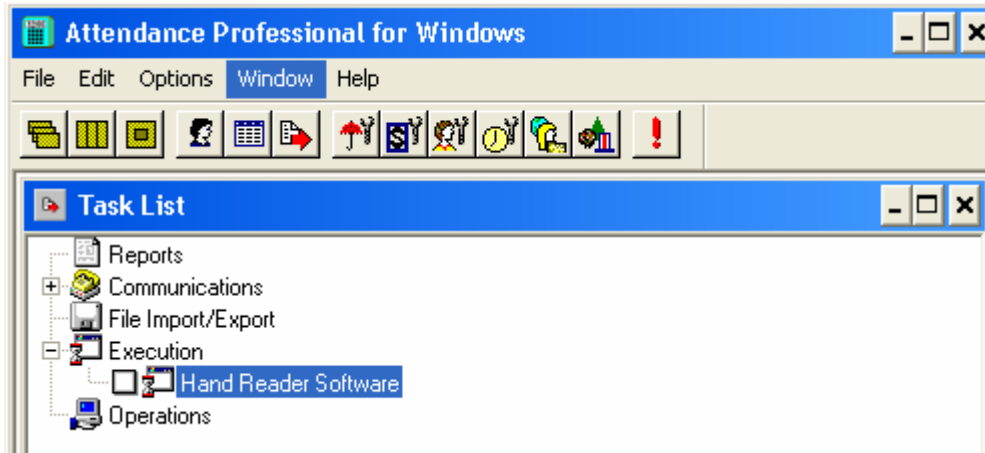 Attendance Professional for Windows
File Edit Options Window Help
Task List
Reports
Communications
File Import/Export
Execution
Hand Reader Software
Operations